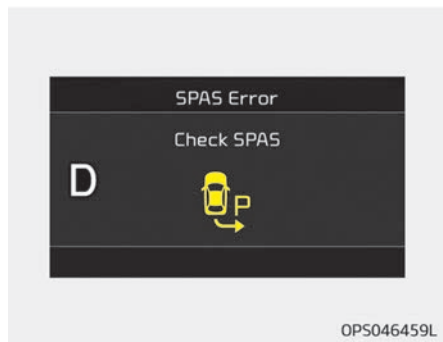 SPAS Error
Check SPAS
D
P
OPS046459L